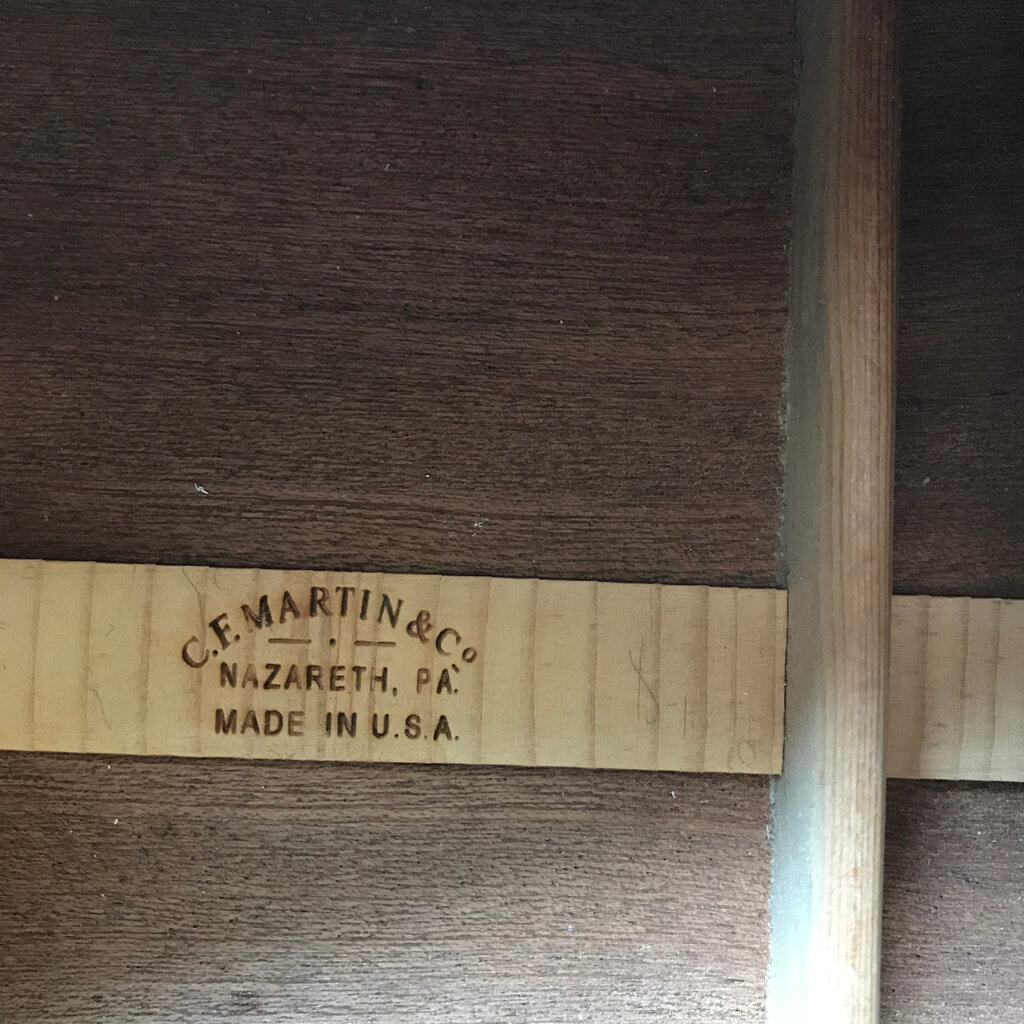 C.F. MARTIN & Co.
NAZARETH, PA.
MADE IN U.S.A.